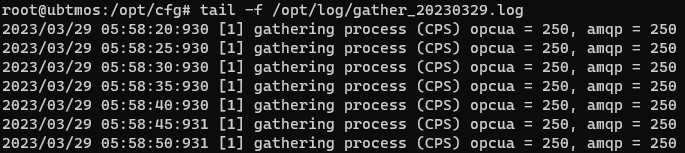 root@ubtmos:/opt/cfg# tail -f /opt/log/gather_20230329.log
2023/03/29 05:58:20:930 [1] gathering process (CPS) opcua = 250, amqp = 250
2023/03/29 05:58:25:930 [1] gathering process (CPS) opcua = 250, amqp = 250
2023/03/29 05:58:30:930 [1] gathering process (CPS) opcua = 250, amqp = 250
2023/03/29 05:58:35:930 [1] gathering process (CPS) opcua = 250, amqp = 250
2023/03/29 05:58:40:930 [1] gathering process (CPS) opcua = 250, amqp = 250
2023/03/29 05:58:45:931 [1] gathering process (CPS) opcua = 250, amqp = 250
2023/03/29 05:58:50:931 [1] gathering process (CPS) opcua = 250, amqp = 250